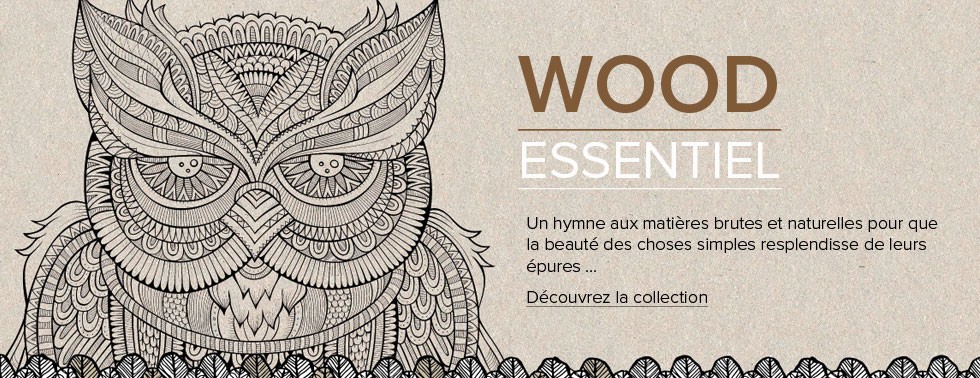 WOOD
ESSENTIEL
Un hymne aux matières brutes et naturelles pour que
la beauté des choses simples resplendisse de leurs
épures ...
Découvrez la collection